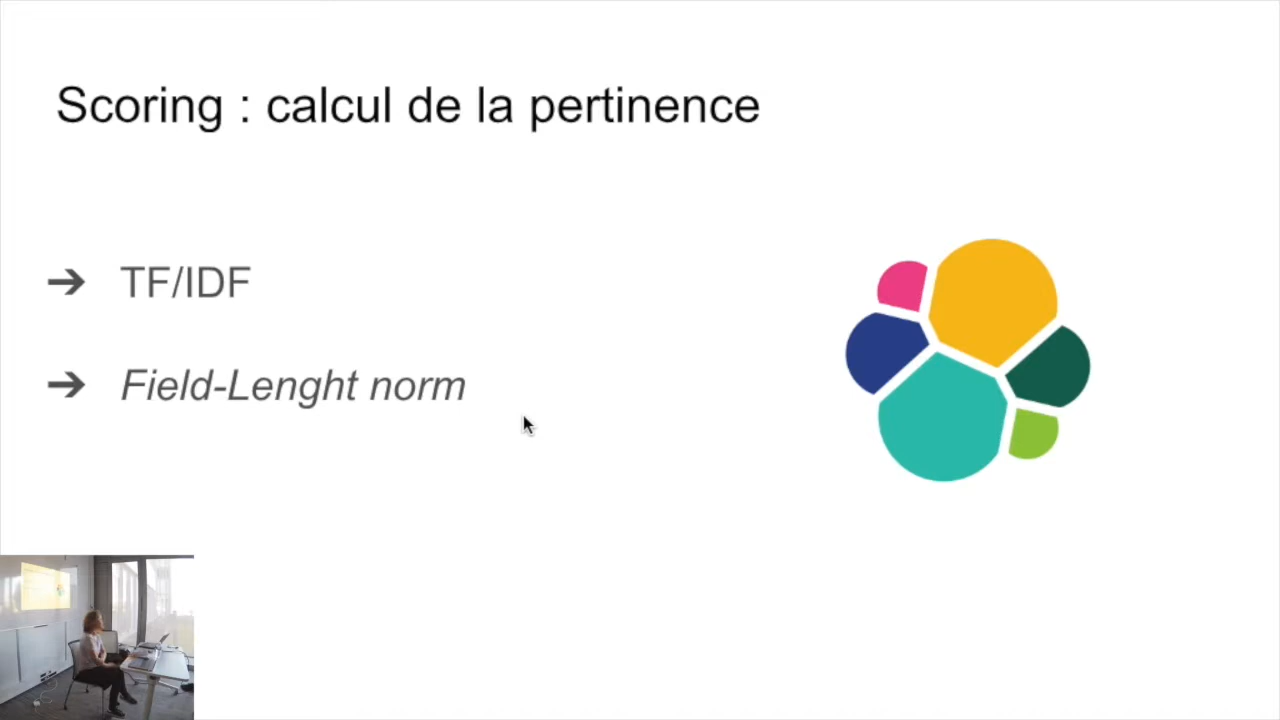 Scoring : calcul de la pertinence
➔ TF/IDF
➔ Field-Lenght norm